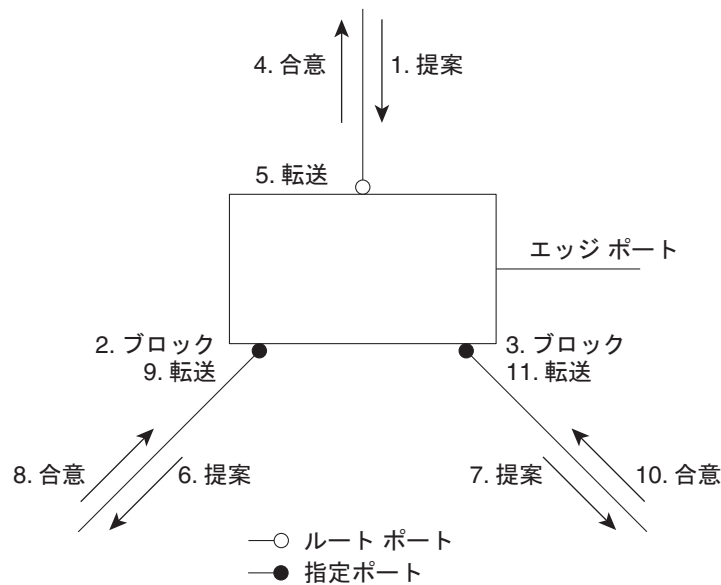 4. 合意
1. 提案
5. 転送
エッジ ポート
2. ブロック
9. 転送
3. ブロック
11. 転送
8. 合意
6. 提案
7. 提案
10. 合意
ルート ポート
指定ポート